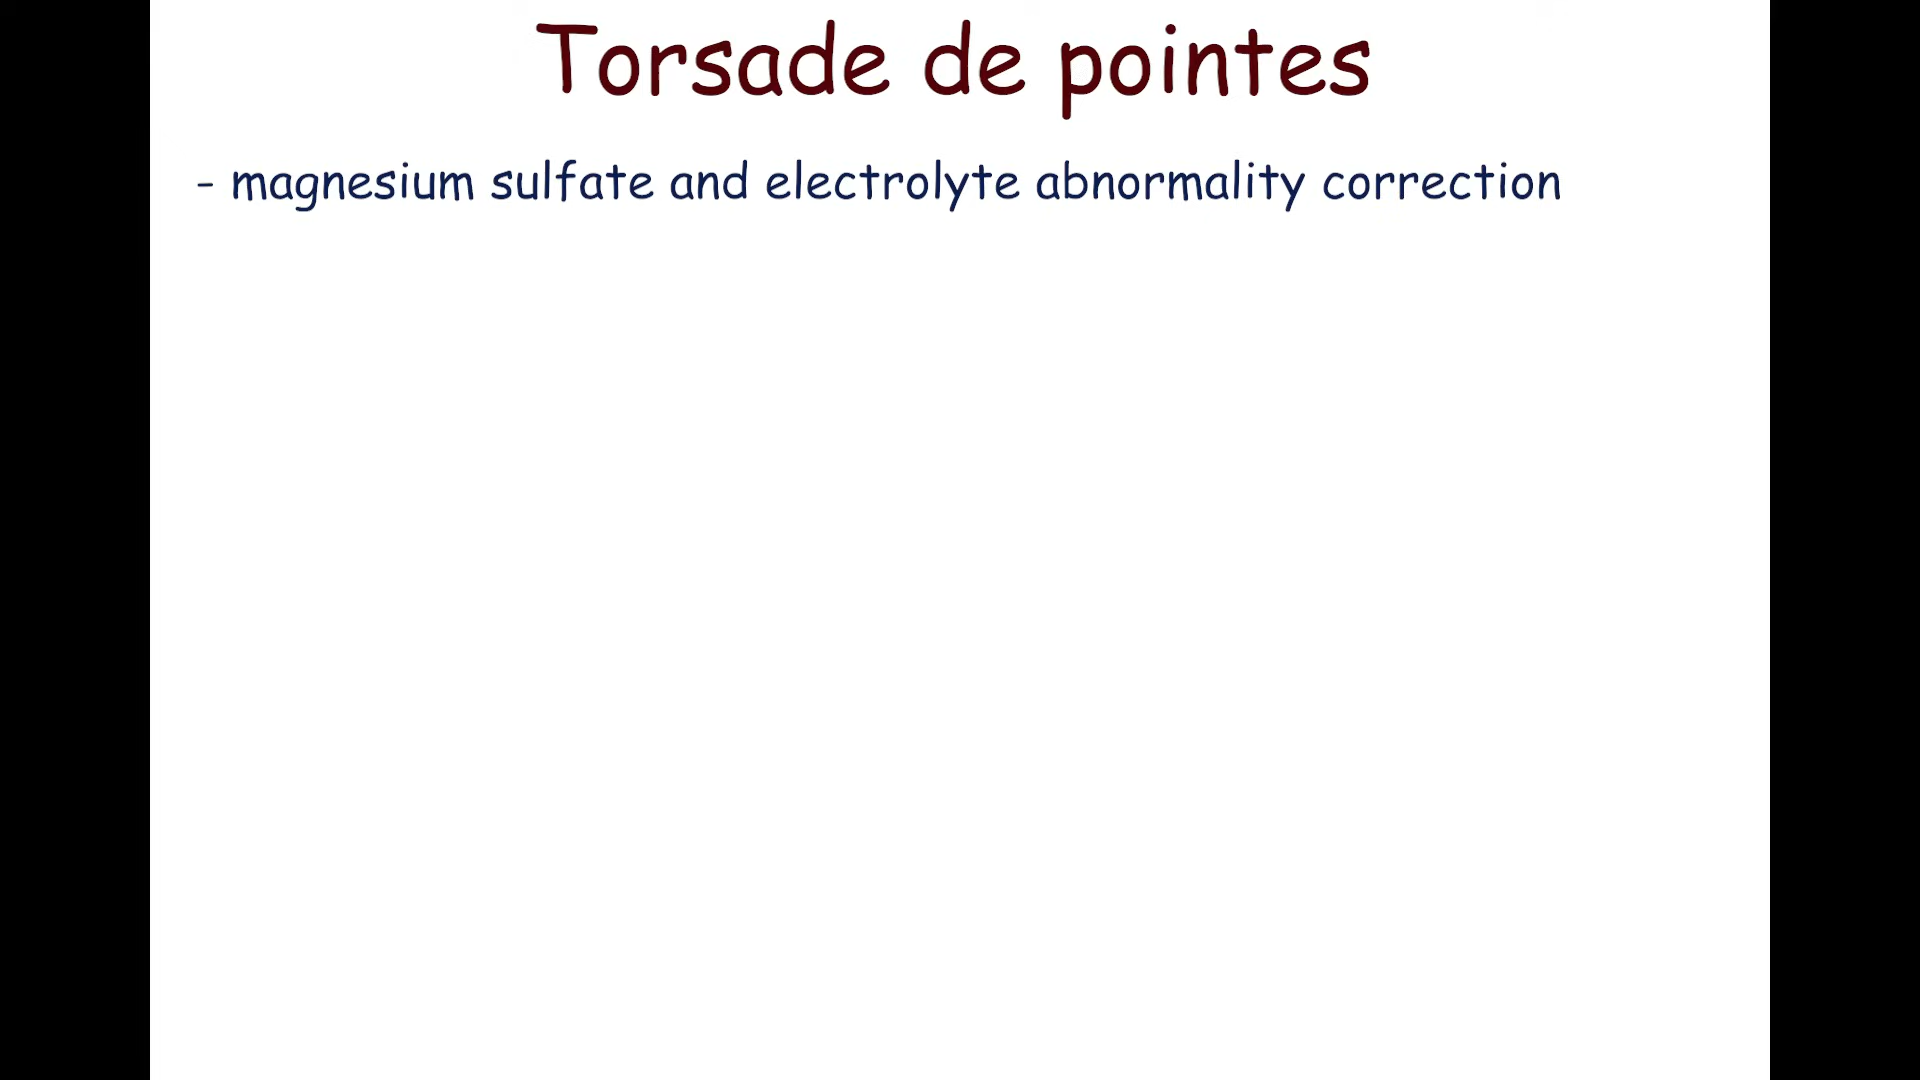 Torsade de pointes
- magnesium sulfate and electrolyte abnormality correction